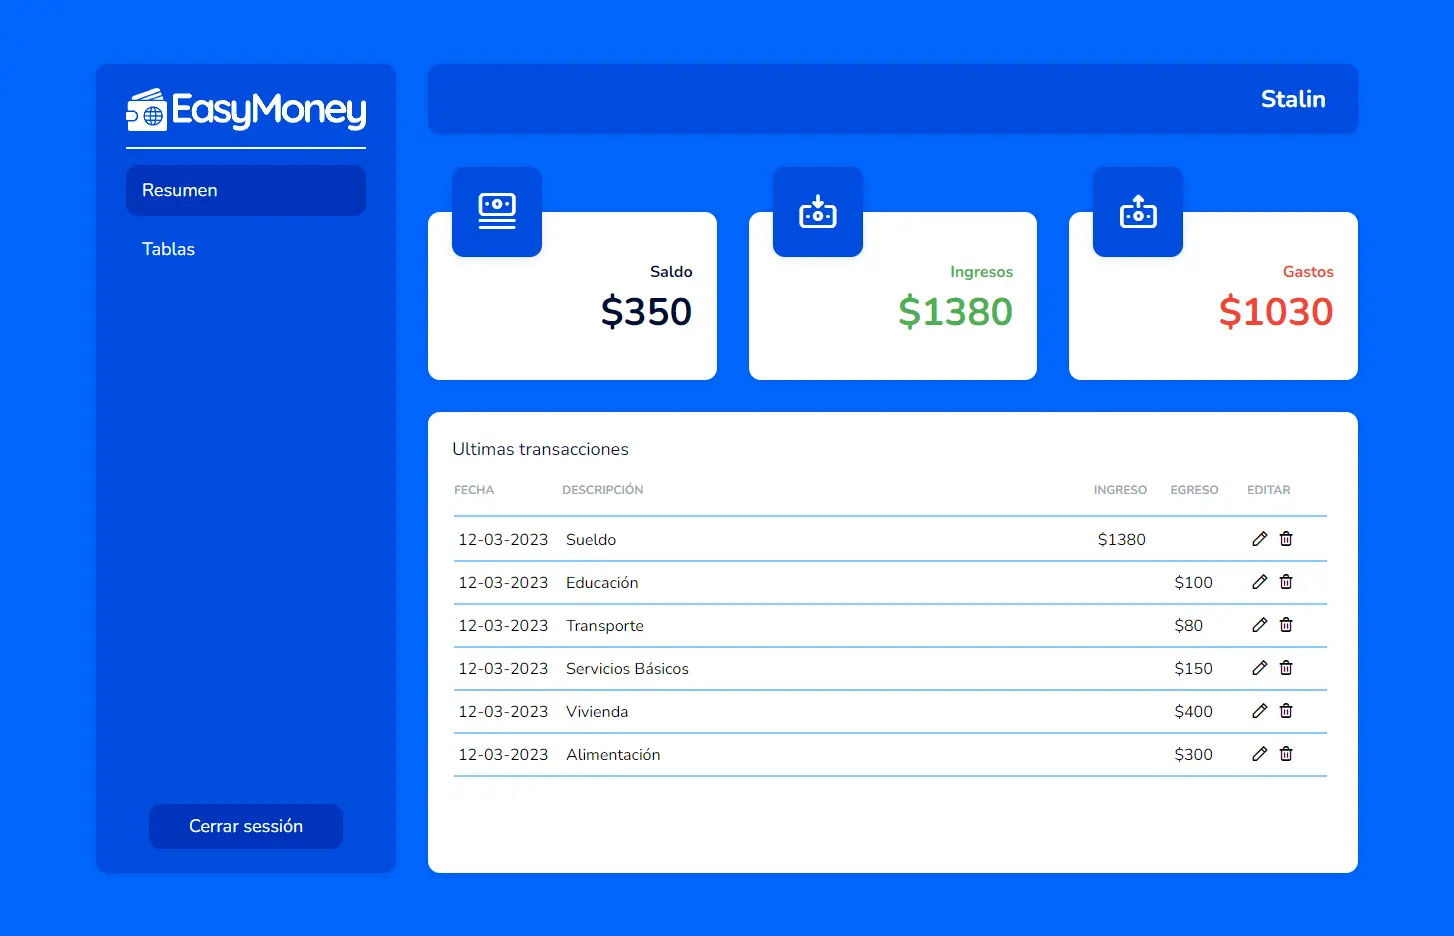 EasyMoney
Resumen
Tablas
Cerrar sessión
Stalin
Saldo
$350
Ingresos
$1380
Gastos
$1030
Ultimas transacciones
FECHA DESCRIPCIÓN INGRESO EGRESO EDITAR
12-03-2023 Sueldo $1380
12-03-2023 Educación $100
12-03-2023 Transporte $80
12-03-2023 Servicios Básicos $150
12-03-2023 Vivienda $400
12-03-2023 Alimentación $300